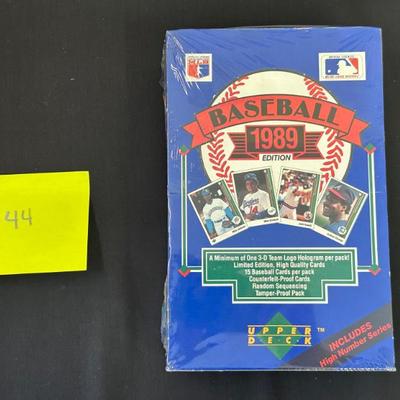 44
BASEBALL
1989
EDITION
A Minimum of One 3-D Team Logo Hologram per pack!
Limited Edition, High Quality Cards
15 Baseball Cards per pack
Counterfeit-Proof Cards
Random Sequencing
Tamper-Proof Pack
UPPER
DECK
TM
INCLUDES
High Number Series